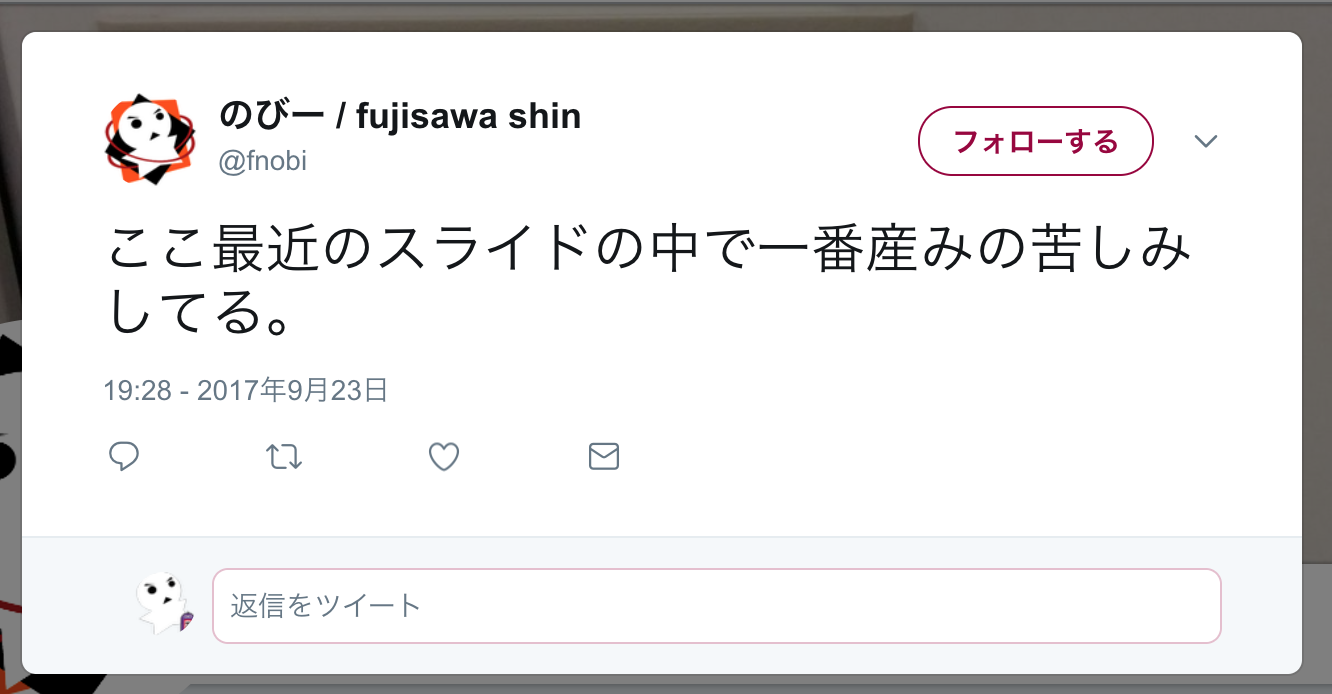 のびー / fujisawa shin
@fnobi
フォローする
ここ最近のスライドの中で一番産みの苦しみ
してる。
19:28 - 2017年9月23日
返信をツイート